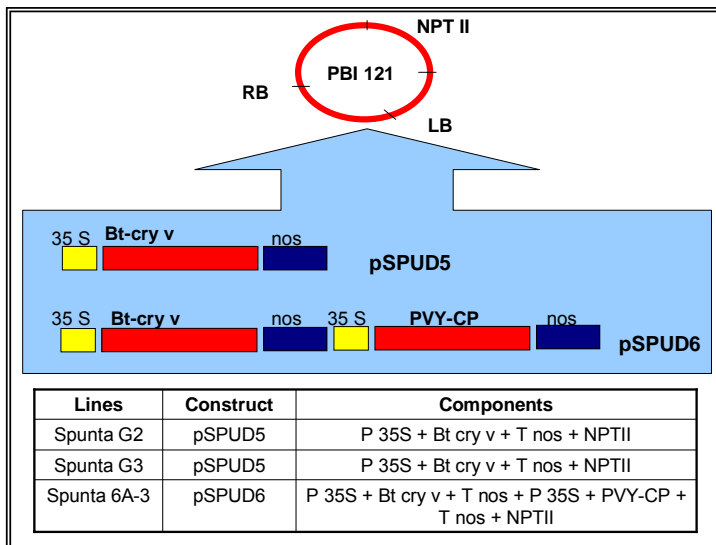 NPT II
PBI 121
RB
LB
35 S Bt-cry v nos
pSPUD5
35 S Bt-cry v nos 35 S PVY-CP nos
pSPUD6
Lines Construct Components
Spunta G2 pSPUD5 P 35S + Bt cry v + T nos + NPTII
Spunta G3 pSPUD5 P 35S + Bt cry v + T nos + NPTII
Spunta 6A-3 pSPUD6 P 35S + Bt cry v + T nos + P 35S + PVY-CP +
T nos + NPTII